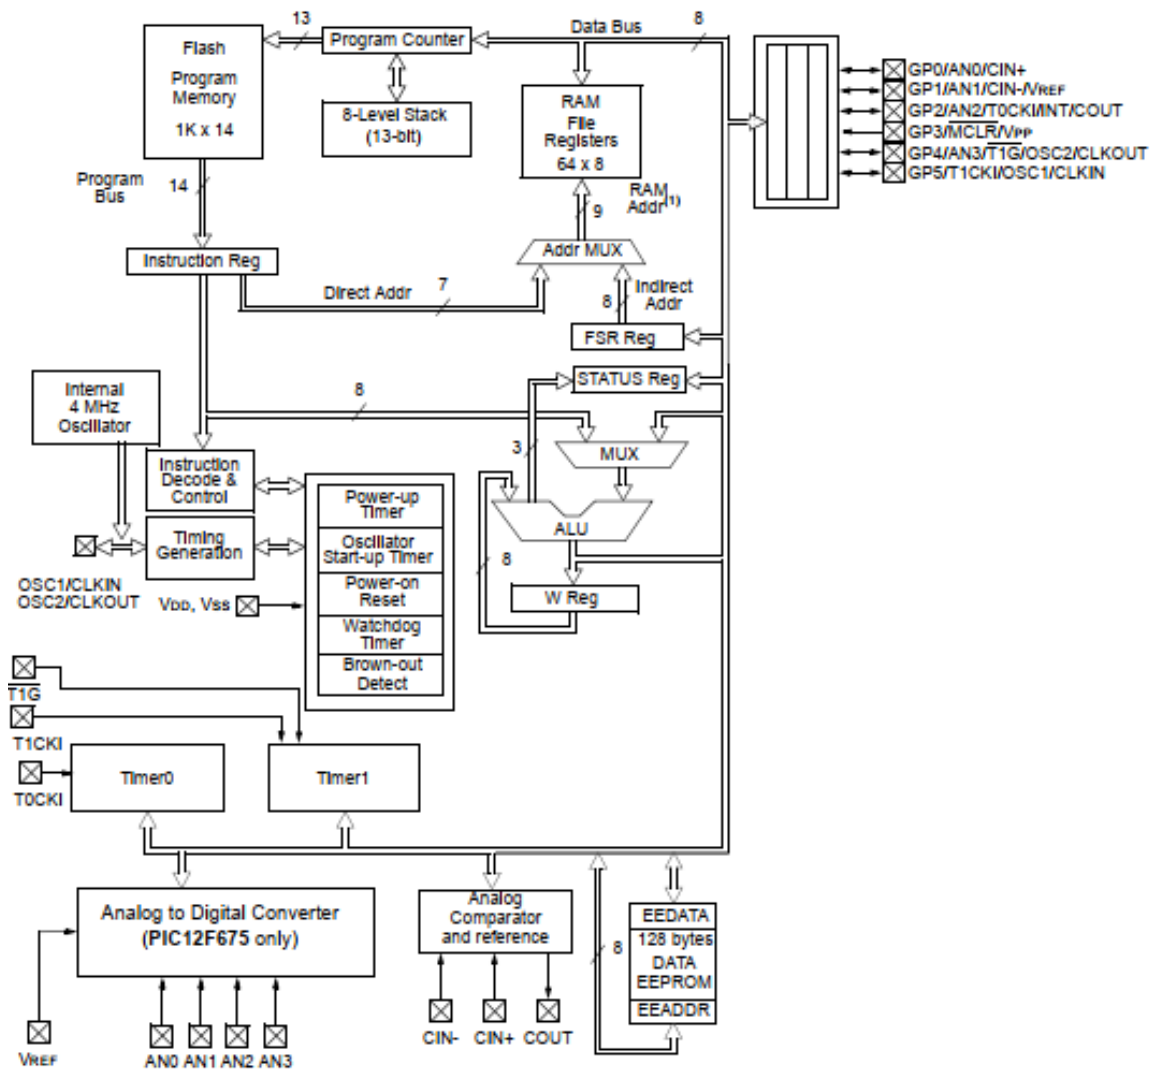 13
Data Bus
8
Flash
Program
Memory
1K x 14
Program Counter
8-Level Stack
(13-bit)
RAM
File
Registers
64 x 8
GP0/AN0/CIN+
GP1/AN1/CIN-/VREF
GP2/AN2/T0CKI/INT/COUT
GP3/MCLR/VPP
GP4/AN3/T1G/OSC2/CLKOUT
GP5/T1CKI/OSC1/CLKIN
Program
Bus
14
RAM
Addr(1)
9
Addr MUX
Instruction Reg
Direct Addr
7
Indirect
Addr
8
FSR Reg
STATUS Reg
Internal
4 MHz
Oscillator
8
3
MUX
Instruction
Decode &
Control
Power-up
Timer
ALU
Timing
Generation
Oscillator
Start-up Timer
8
OSC1/CLKIN
OSC2/CLKOUT
Power-on
Reset
W Reg
VDD, VSS
Watchdog
Timer
Brown-out
Detect
T1G
T1CKI
T0CKI
Timer0
Timer1
Analog to Digital Converter
(PIC12F675 only)
Analog
Comparator
and reference
EEDATA
128 bytes
DATA
EEPROM
EEADDR
8
VREF
AN0 AN1 AN2 AN3
CIN- CIN+ COUT